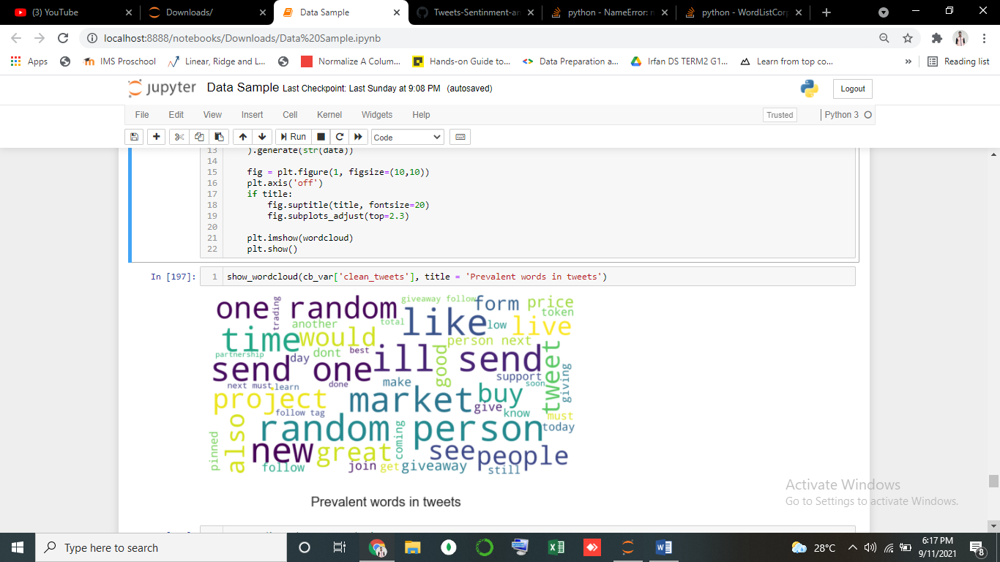 (3) YouTube
Downloads/
Data Sample
Tweets-Sentinment-an
python - NameError: n
python - WordListCorp
localhost:8888/notebooks/Downloads/Data%20Sample.ipynb
Apps
IMS Proschool
Linear, Ridge and L...
Normalize A Colum...
Hands-on Guide to...
Data Preparation a...
Irfan DS TERM2 G1...
Learn from top co...
»
Reading list
jupyter Data Sample Last Checkpoint: Last Sunday at 9:08 PM (autosaved)
Logout
File Edit View Insert Cell Kernel Widgets Help
Trusted
Python 3
Run
Code
13 ).generate(str(data))
14
15 fig = plt.figure(1, figsize=(10,10))
16 plt.axis('off')
17 if title:
18 fig.suptitle(title, fontsize=20)
19 fig.subplots_adjust(top=2.3)
20
21 plt.imshow(wordcloud)
22 plt.show()
In [197]:
1 show_wordcloud(cb_var['clean_tweets'], title = 'Prevalent words in tweets')
one
trading
random
giveaway follow
form
price
token
another
total
like
low
live
time
would
person next
partnership
day
dont
best
ill
good
send
tweet
send one
support
giving
next must
learn
done
make
soon
project
market
buy
give
know
must
follow tag
random person
today
pinned
also
new
great
coming
see
people
follow
join
get
giveaway
still
Prevalent words in tweets
Activate Windows
Go to Settings to activate Windows.
Type here to search
28°C
6:17 PM
9/11/2021
8